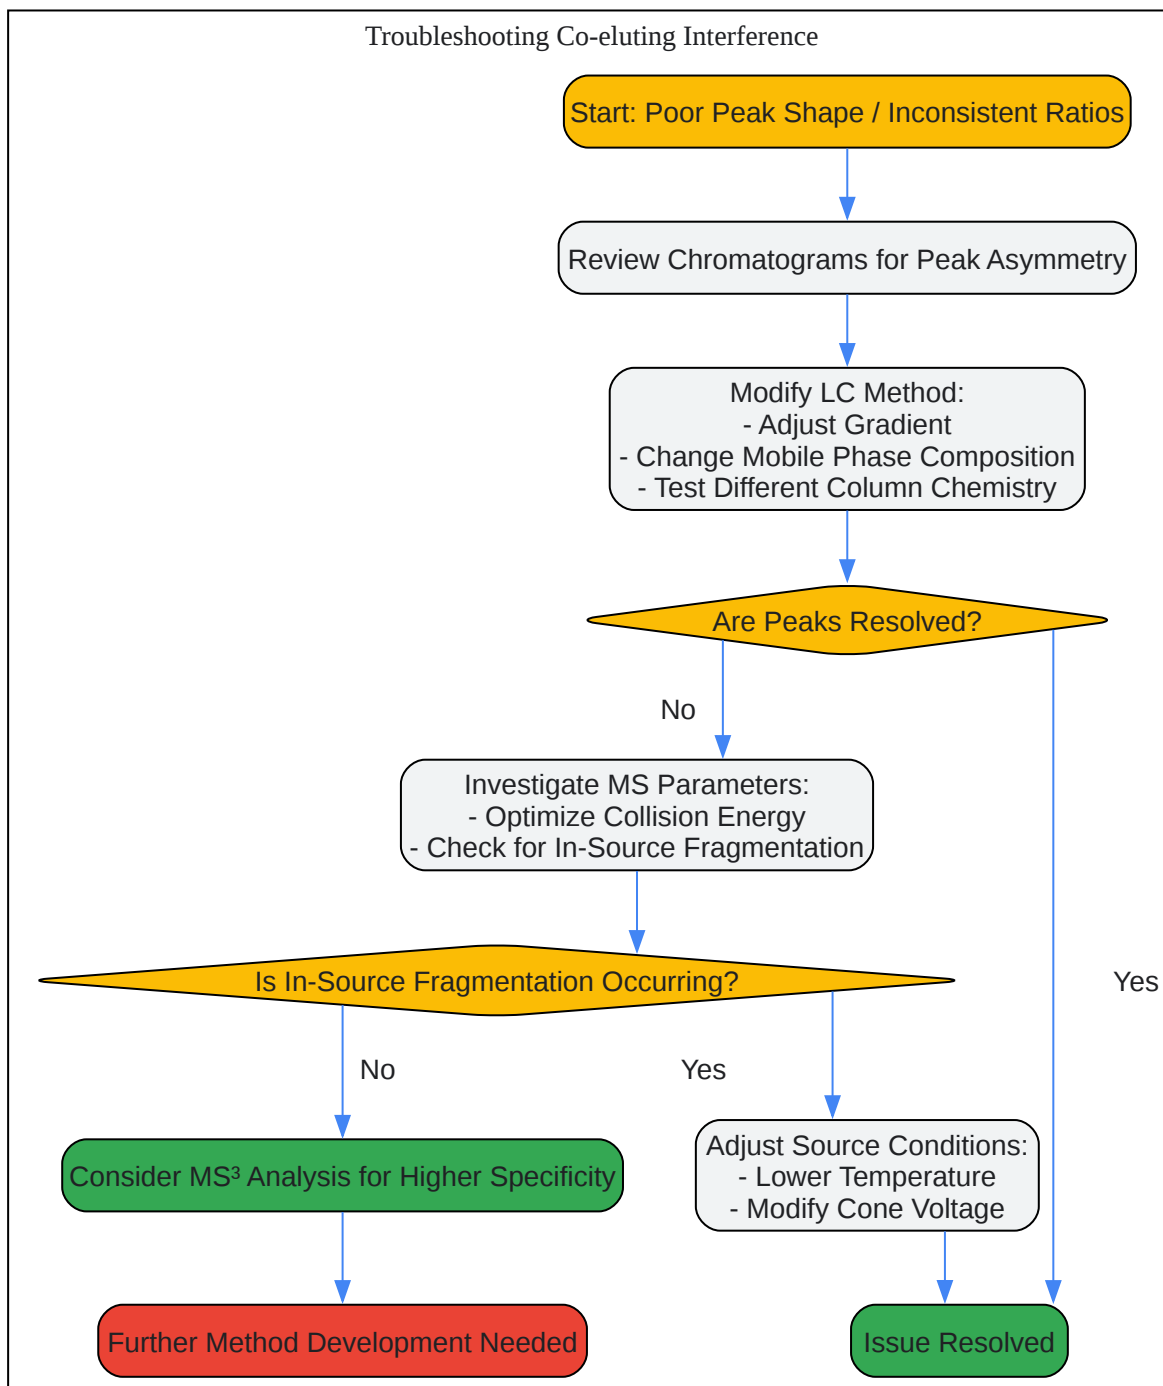 Troubleshooting Co-eluting Interference
Start: Poor Peak Shape / Inconsistent Ratios
Review Chromatograms for Peak Asymmetry
Modify LC Method:
- Adjust Gradient
- Change Mobile Phase Composition
- Test Different Column Chemistry
Are Peaks Resolved?
No
Investigate MS Parameters:
- Optimize Collision Energy
- Check for In-Source Fragmentation
Is In-Source Fragmentation Occurring?
Yes
No
Yes
Consider MS³ Analysis for Higher Specificity
Adjust Source Conditions:
- Lower Temperature
- Modify Cone Voltage
Further Method Development Needed
Issue Resolved